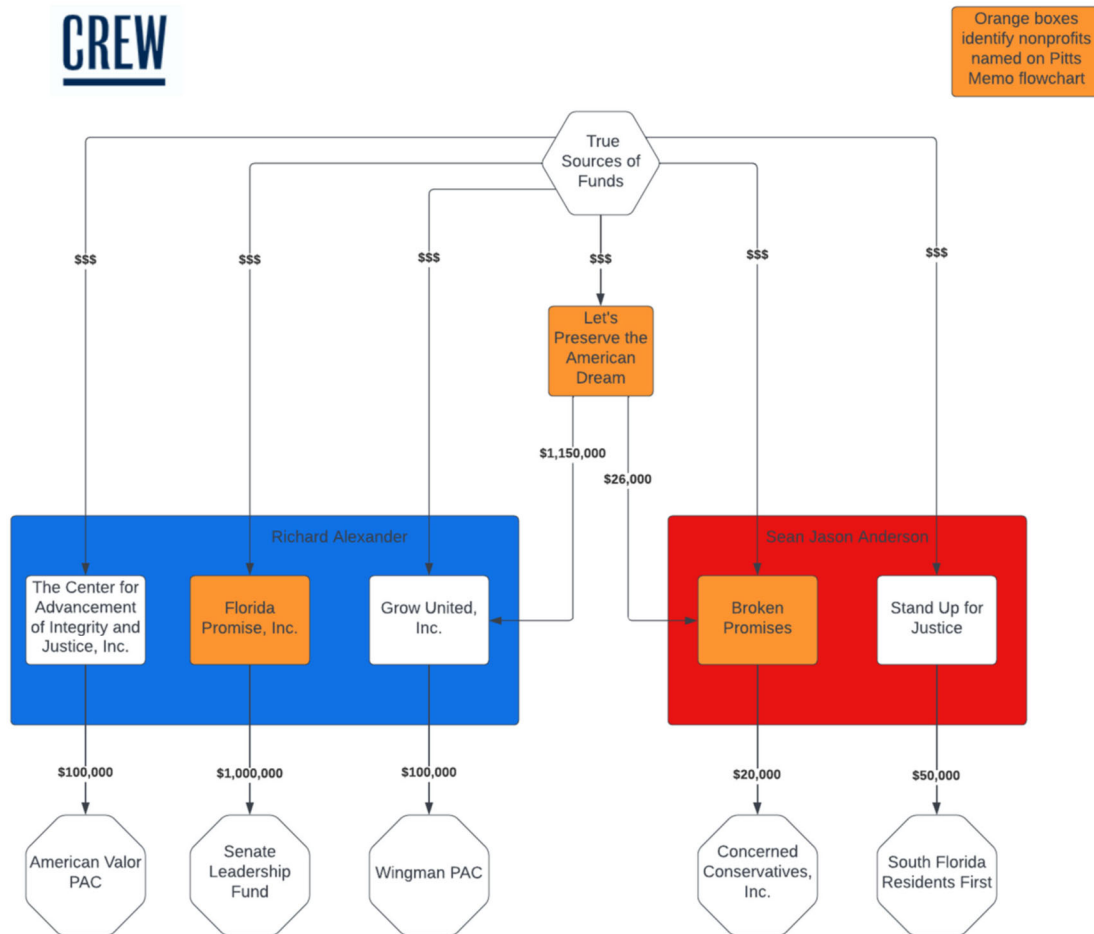 CREW
Orange boxes
identify nonprofits
named on Pitts
Memo flowchart
True
Sources of
Funds
$$$
$$$
$$$
$$$
$$$
$$$
Let's
Preserve the
American
Dream
$1,150,000
$26,000
Richard Alexander
Sean Jason Anderson
The Center for
Advancement
of Integrity and
Justice, Inc.
Florida
Promise, Inc.
Grow United,
Inc.
Broken
Promises
Stand Up for
Justice
$100,000
$1,000,000
$100,000
$20,000
$50,000
American Valor
PAC
Senate
Leadership
Fund
Wingman PAC
Concerned
Conservatives,
Inc.
South Florida
Residents First